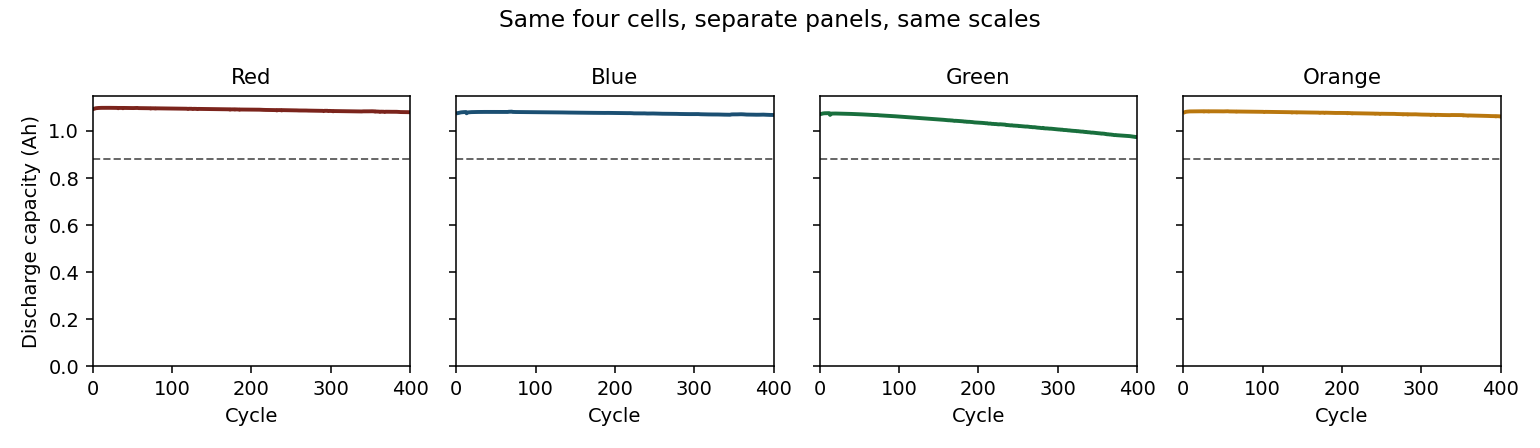 Same four cells, separate panels, same scales
Red
Blue
Green
Orange
Discharge capacity (Ah)
1.0
0.8
0.6
0.4
0.2
0.0
0 100 200 300 400
0 100 200 300 400
0 100 200 300 400
0 100 200 300 400
Cycle
Cycle
Cycle
Cycle